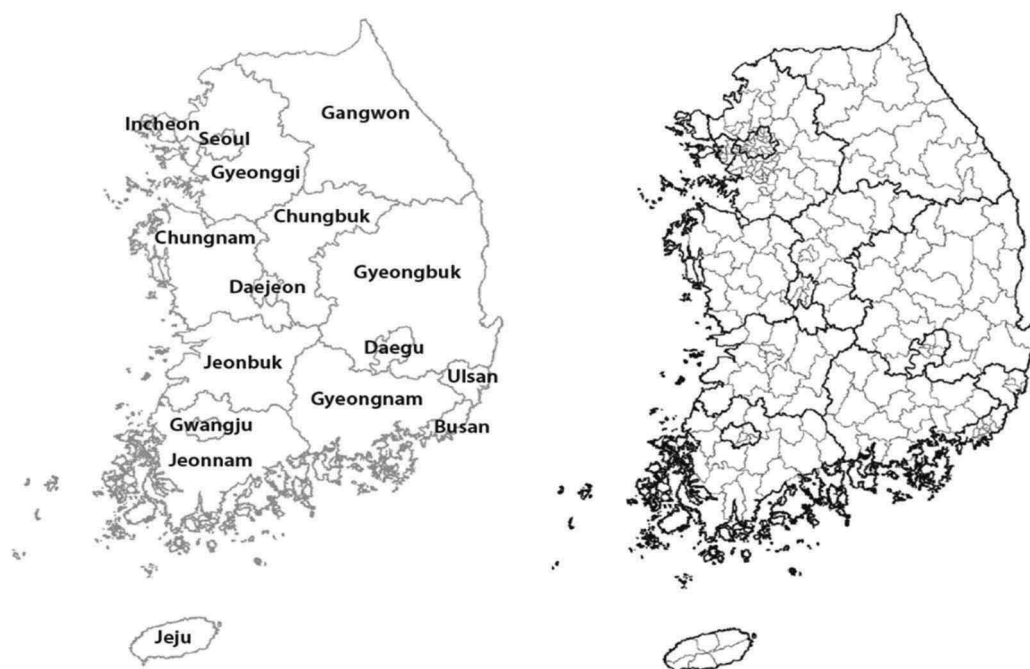 Gangwon
Incheon
Seoul
Gyeonggi
Chungbuk
Chungnam
Gyeongbuk
Daejeon
Daegu
Jeonbuk
Ulsan
Gyeongnam
Gwangju
Busan
Jeonnam
Jeju